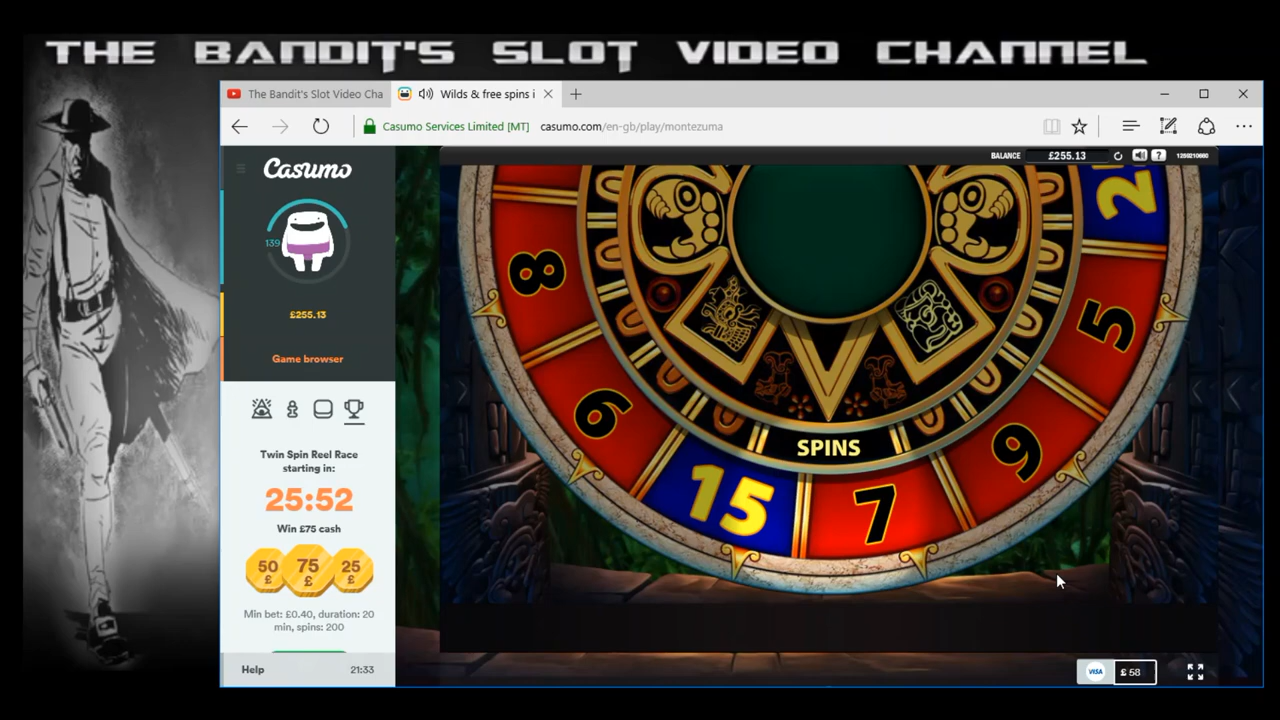 THE BANDIT'S SLOT VIDEO CHANNEL
The Bandit's Slot Video Cha
Wilds & free spins i
Casumo Services Limited [MT] casumo.com/en-gb/play/montezuma
BALANCE £255.13
Casumo
139
£255.13
Game browser
Twin Spin Reel Race
starting in:
25:52
Win £75 cash
50 £ 75 £ 25 £
Min bet: £0.40, duration: 20
min, spins: 200
Help 21:33
8
6
15
7
9
5
SPINS
VISA £ 58